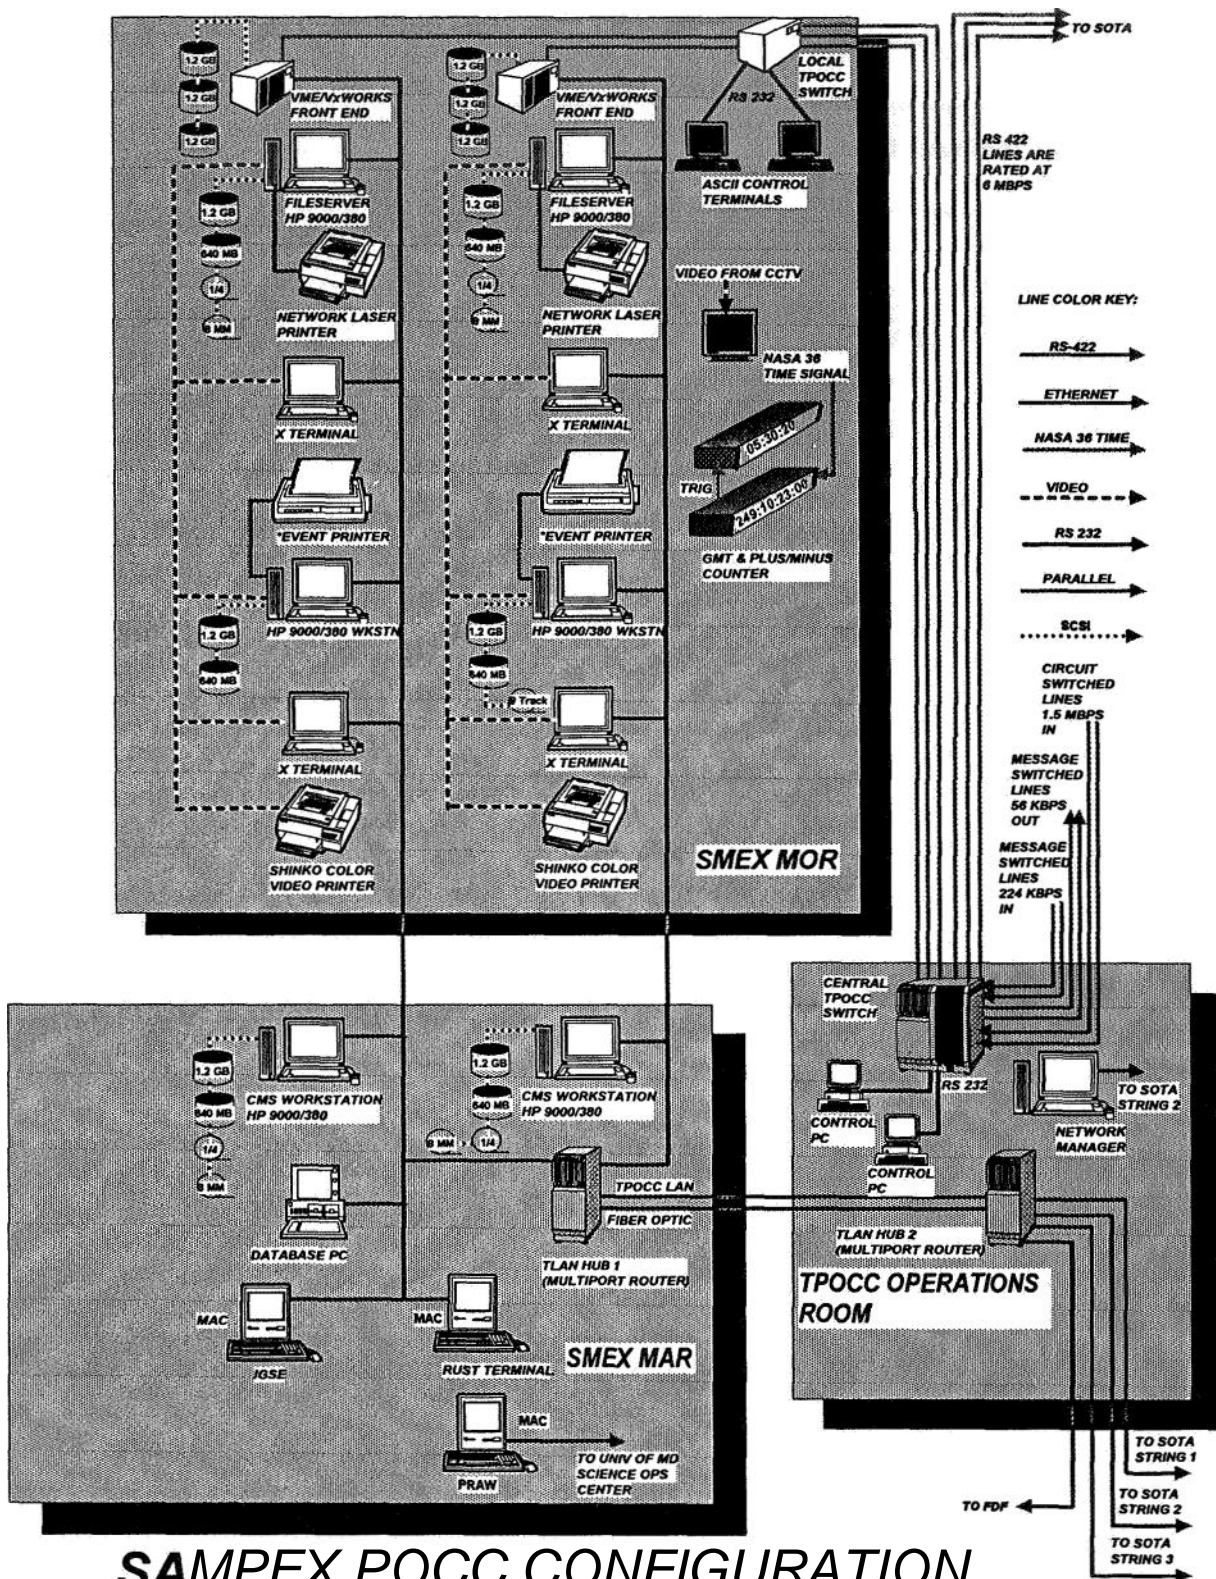 TO SOTA
LOCAL
TPOCC
SWITCH
1.2 GB
1.2 GB
1.2 GB
VME/VxWORKS
FRONT END
1.2 GB
1.2 GB
1.2 GB
VME/VxWORKS
FRONT END
RS 232
ASCII CONTROL
TERMINALS
RS 422
LINES ARE
RATED AT
6 MBPS
FILESERVER
HP 9000/380
1.2 GB
640 MB
1/4
8 MM
FILESERVER
HP 9000/380
1.2 GB
640 MB
1/4
8 MM
NETWORK LASER
PRINTER
NETWORK LASER
PRINTER
VIDEO FROM CCTV
NASA 36
TIME SIGNAL
05:30:20
TRIG
249:10:23:00
GMT & PLUS/MINUS
COUNTER
LINE COLOR KEY:
RS-422
ETHERNET
NASA 36 TIME
VIDEO
RS 232
PARALLEL
SCSI
X TERMINAL
X TERMINAL
*EVENT PRINTER
*EVENT PRINTER
HP 9000/380 WKSTN
1.2 GB
640 MB
HP 9000/380 WKSTN
1.2 GB
640 MB
9 Track
X TERMINAL
X TERMINAL
SHINKO COLOR
VIDEO PRINTER
SHINKO COLOR
VIDEO PRINTER
SMEX MOR
CIRCUIT
SWITCHED
LINES
1.5 MBPS
IN
MESSAGE
SWITCHED
LINES
56 KBPS
OUT
MESSAGE
SWITCHED
LINES
224 KBPS
IN
CENTRAL
TPOCC
SWITCH
RS 232
CONTROL
PC
CONTROL
PC
TO SOTA
STRING 2
NETWORK
MANAGER
TLAN HUB 2
(MULTIPORT ROUTER)
TPOCC OPERATIONS
ROOM
1.2 GB
640 MB
1/4
8 MM
CMS WORKSTATION
HP 9000/380
1.2 GB
640 MB
8 MM
1/4
CMS WORKSTATION
HP 9000/380
TPOCC LAN
FIBER OPTIC
DATABASE PC
TLAN HUB 1
(MULTIPORT ROUTER)
MAC
IGSE
MAC
RUST TERMINAL
SMEX MAR
MAC
PRAW
TO UNIV OF MD
SCIENCE OPS
CENTER
TO SOTA
STRING 1
TO FDF
TO SOTA
STRING 2
TO SOTA
STRING 3
SAMPEX POCC CONFIGURATION